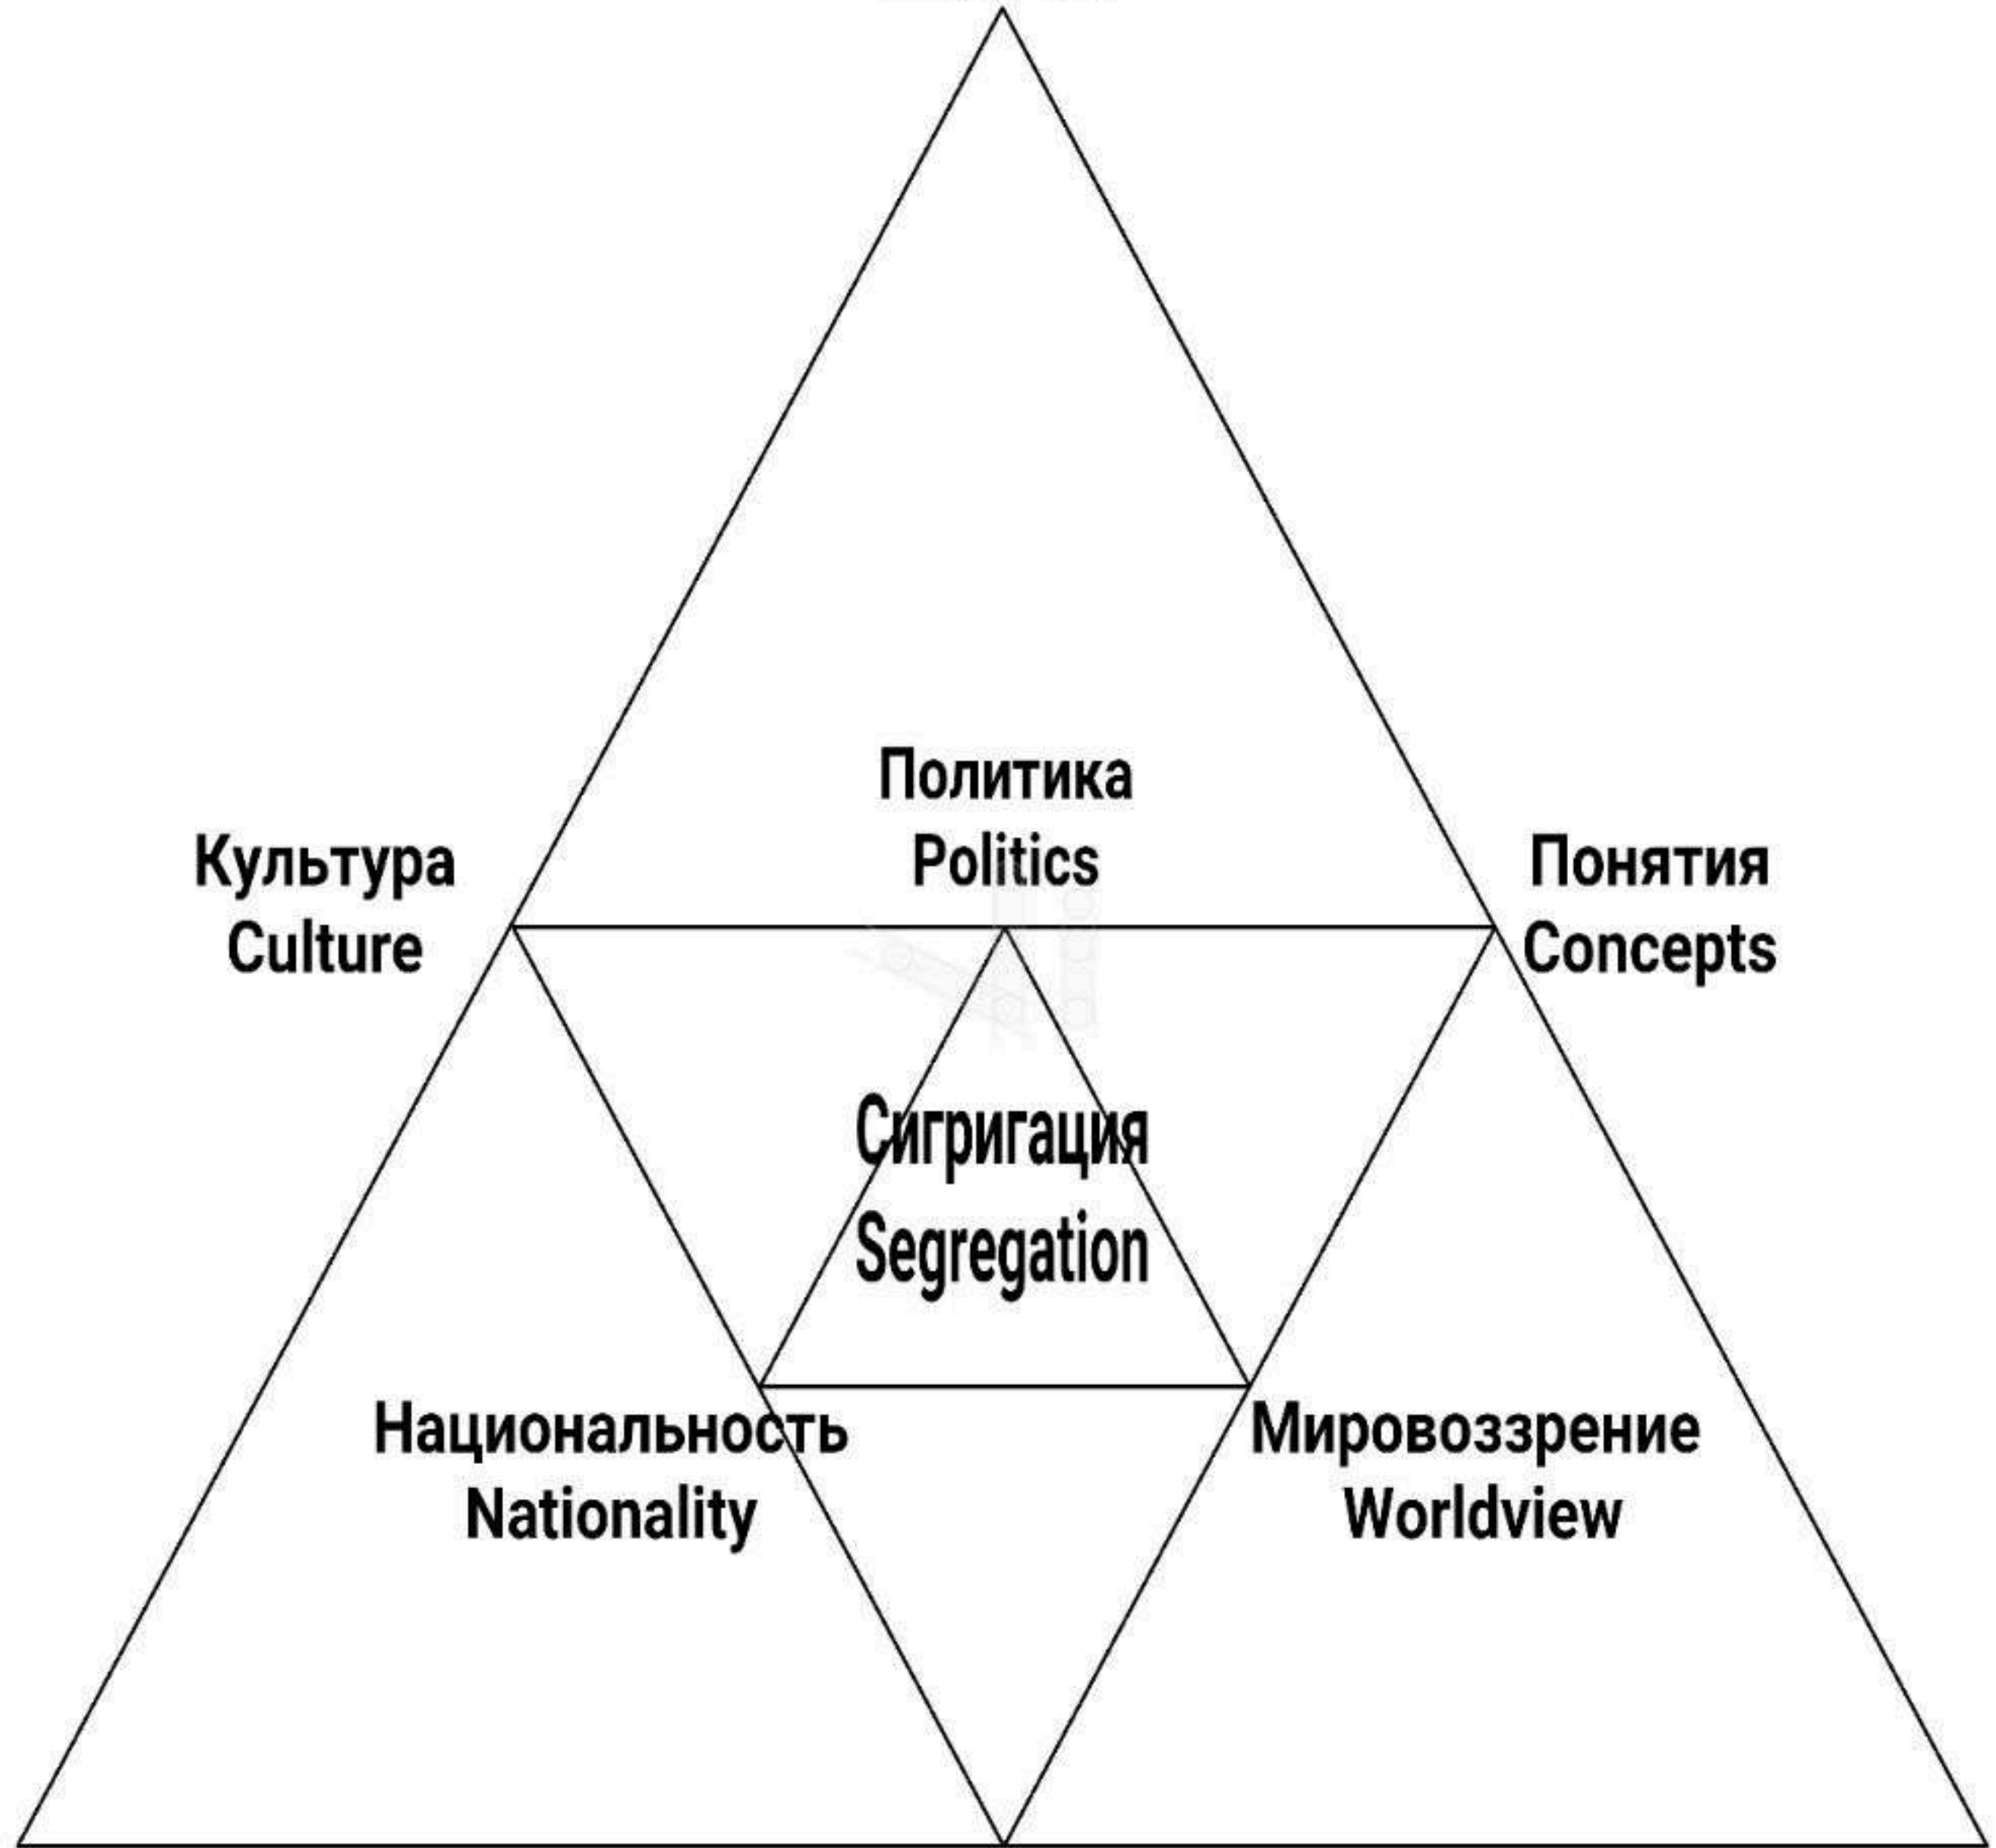 Политика
Politics
Культура
Culture
Понятия
Concepts
Сигригация
Segregation
Национальность
Nationality
Мировоззрение
Worldview